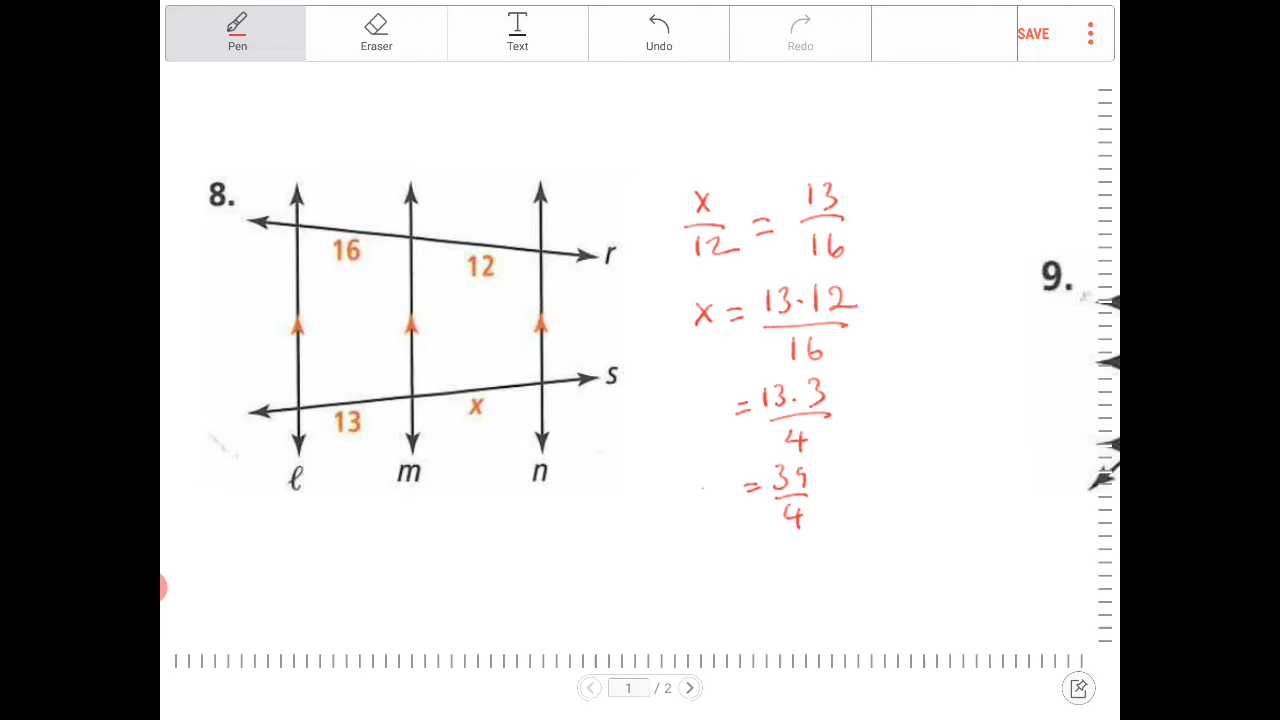 Pen Eraser Text Undo Redo SAVE
8.
16
12
r
s
13
x
ℓ m n
x/12 = 13/16
x = 13·12/16
= 13·3/4
= 39/4
9.
1 / 2